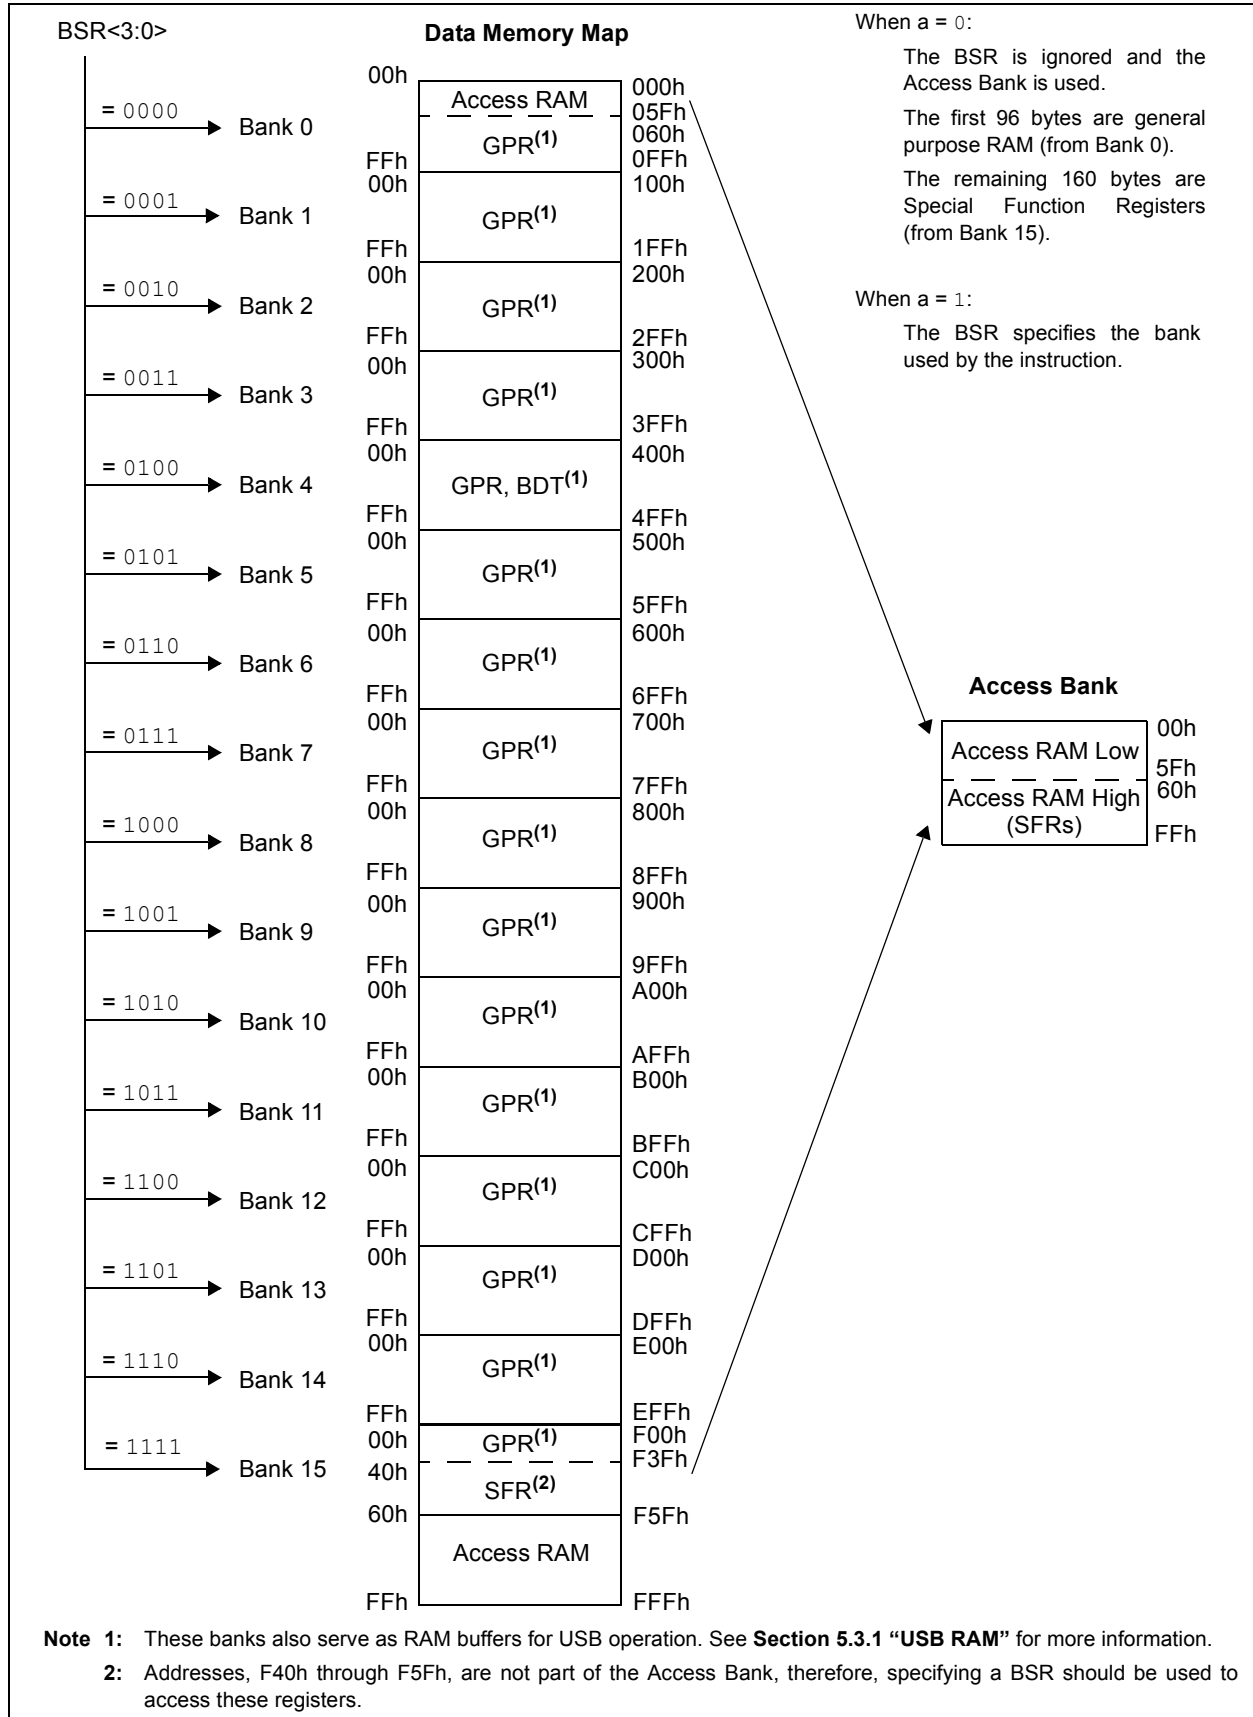 BSR<3:0>
Data Memory Map
When a = 0:
The BSR is ignored and the
Access Bank is used.
The first 96 bytes are general
purpose RAM (from Bank 0).
The remaining 160 bytes are
Special Function Registers
(from Bank 15).
When a = 1:
The BSR specifies the bank
used by the instruction.
= 0000
Bank 0
00h
Access RAM
000h
05Fh
GPR(1)
060h
FFh
0FFh
= 0001
Bank 1
00h
GPR(1)
100h
FFh
1FFh
= 0010
Bank 2
00h
GPR(1)
200h
FFh
2FFh
= 0011
Bank 3
00h
GPR(1)
300h
FFh
3FFh
= 0100
Bank 4
00h
GPR, BDT(1)
400h
FFh
4FFh
= 0101
Bank 5
00h
GPR(1)
500h
FFh
5FFh
= 0110
Bank 6
00h
GPR(1)
600h
FFh
6FFh
= 0111
Bank 7
00h
GPR(1)
700h
FFh
7FFh
= 1000
Bank 8
00h
GPR(1)
800h
FFh
8FFh
= 1001
Bank 9
00h
GPR(1)
900h
FFh
9FFh
= 1010
Bank 10
00h
GPR(1)
A00h
FFh
AFFh
= 1011
Bank 11
00h
GPR(1)
B00h
FFh
BFFh
= 1100
Bank 12
00h
GPR(1)
C00h
FFh
CFFh
= 1101
Bank 13
00h
GPR(1)
D00h
FFh
DFFh
= 1110
Bank 14
00h
GPR(1)
E00h
FFh
EFFh
= 1111
Bank 15
00h
GPR(1)
F00h
F3Fh
40h
SFR(2)
60h
F5Fh
Access RAM
FFh
FFFh
Access Bank
Access RAM Low
00h
5Fh
Access RAM High
(SFRs)
60h
FFh
Note 1: These banks also serve as RAM buffers for USB operation. See Section 5.3.1 “USB RAM” for more information.
2: Addresses, F40h through F5Fh, are not part of the Access Bank, therefore, specifying a BSR should be used to
access these registers.